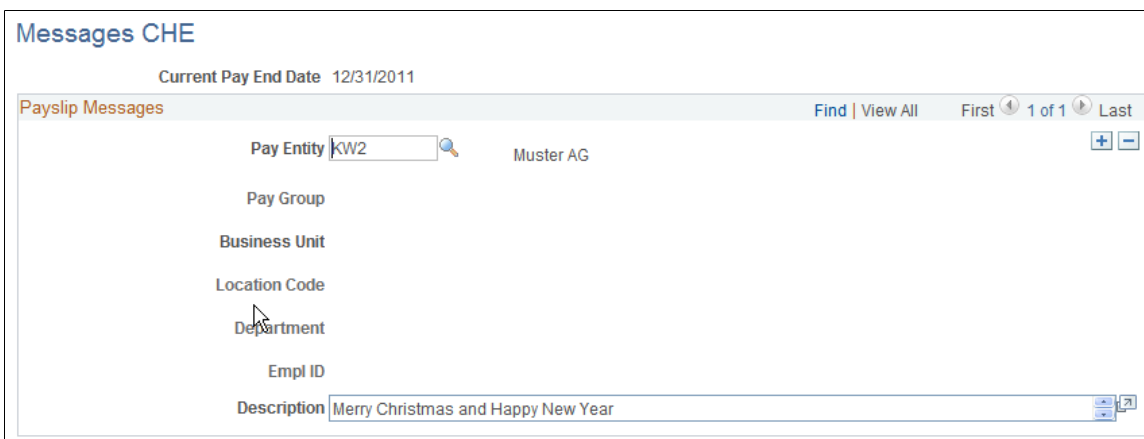 Messages CHE
Current Pay End Date 12/31/2011
Payslip Messages Find | View All First 1 of 1 Last
Pay Entity KW2 Muster AG
Pay Group
Business Unit
Location Code
Department
Empl ID
Description Merry Christmas and Happy New Year